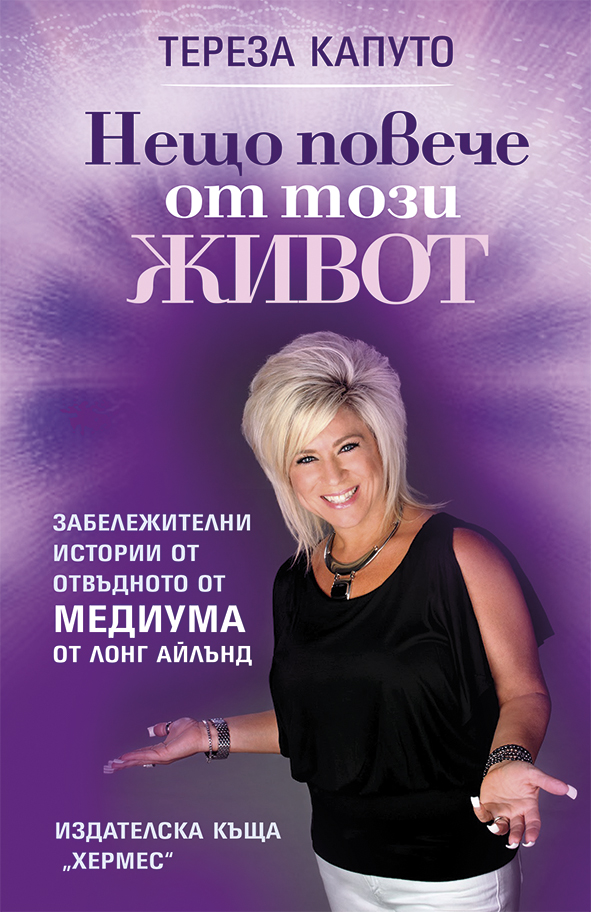 ТЕРЕЗА КАПУТО
Нещо повече
от този
ЖИВОТ
ЗАБЕЛЕЖИТЕЛНИ
ИСТОРИИ ОТ
ОТВЪДНОТО ОТ
МЕДИУМА
ОТ ЛОНГ АЙЛЪНД
ИЗДАТЕЛСКА КЪЩА
„ХЕРМЕС“